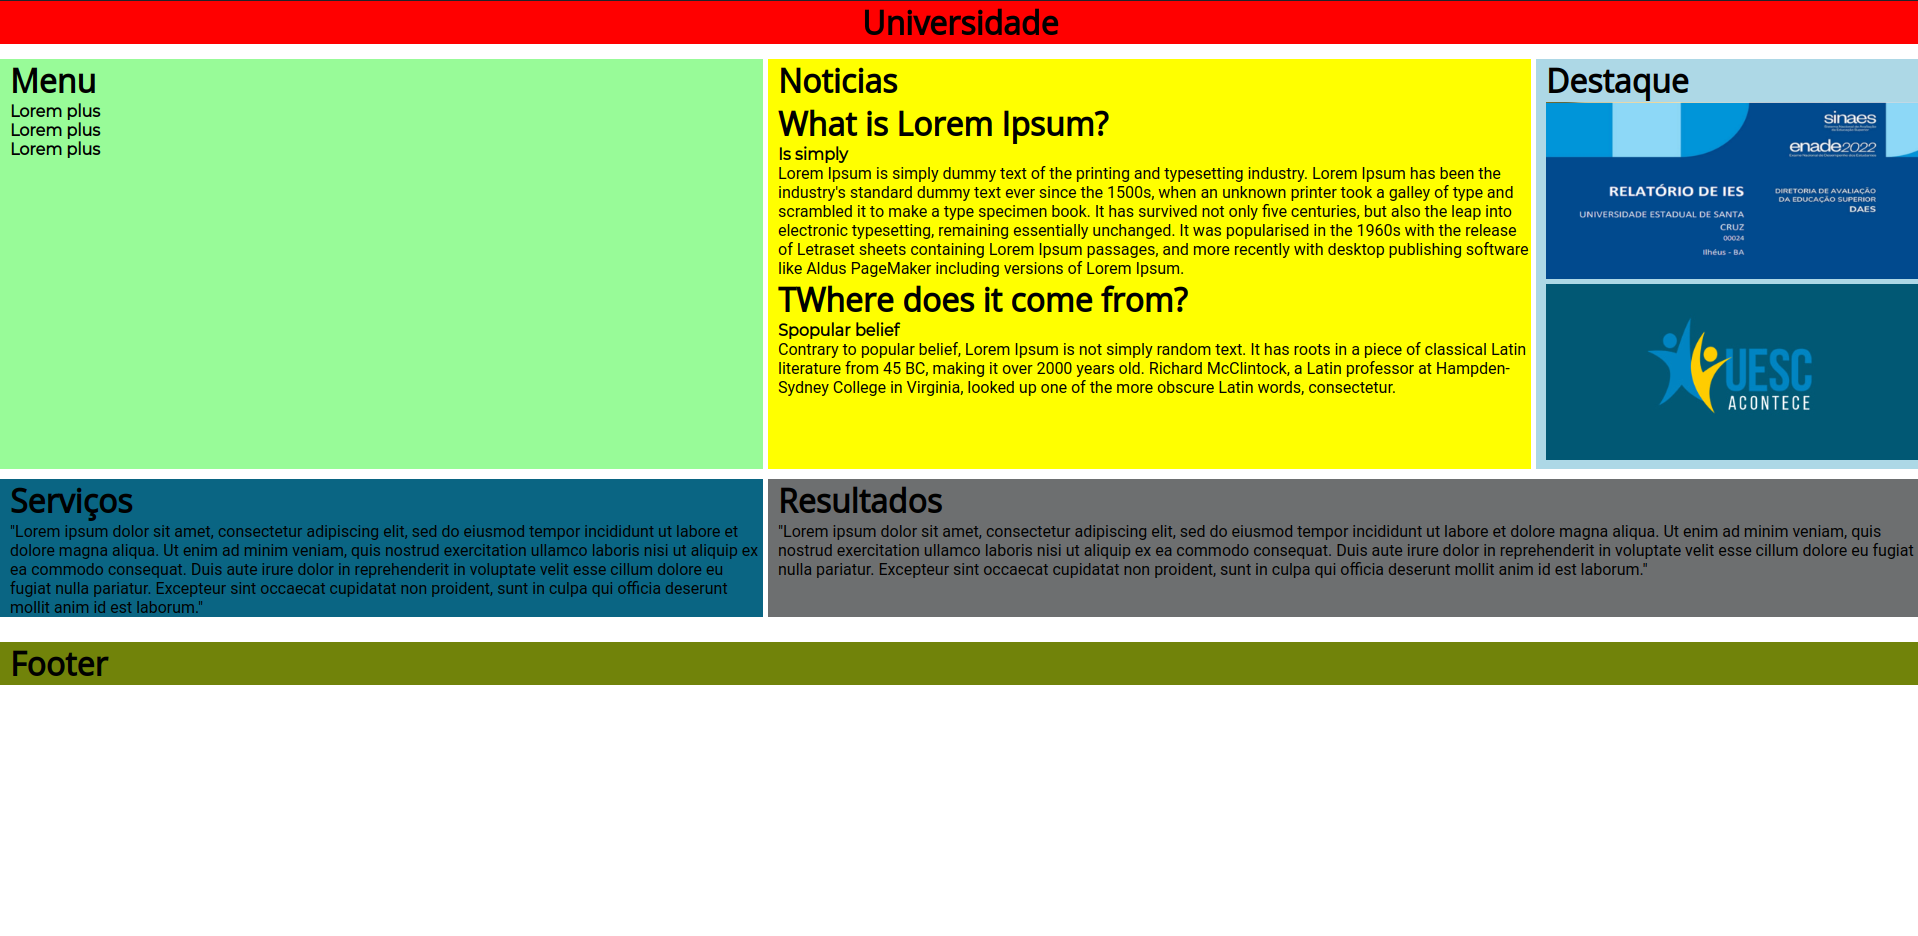 Universidade
Menu
Lorem plus
Lorem plus
Lorem plus
Noticias
What is Lorem Ipsum?
Is simply
Lorem Ipsum is simply dummy text of the printing and typesetting industry. Lorem Ipsum has been the
industry's standard dummy text ever since the 1500s, when an unknown printer took a galley of type and
scrambled it to make a type specimen book. It has survived not only five centuries, but also the leap into
electronic typesetting, remaining essentially unchanged. It was popularised in the 1960s with the release
of Letraset sheets containing Lorem Ipsum passages, and more recently with desktop publishing software
like Aldus PageMaker including versions of Lorem Ipsum.
TWhere does it come from?
Spopular belief
Contrary to popular belief, Lorem Ipsum is not simply random text. It has roots in a piece of classical Latin
literature from 45 BC, making it over 2000 years old. Richard McClintock, a Latin professor at Hampden-
Sydney College in Virginia, looked up one of the more obscure Latin words, consectetur.
Destaque
sinaes
enade2022
RELATÓRIO DE IES
UNIVERSIDADE ESTADUAL DE SANTA
CRUZ
00024
Ilhéus - BA
DIRETORIA DE AVALIAÇÃO
DA EDUCAÇÃO SUPERIOR
DAES
UESC
ACONTECE
Serviços
"Lorem ipsum dolor sit amet, consectetur adipiscing elit, sed do eiusmod tempor incididunt ut labore et
dolore magna aliqua. Ut enim ad minim veniam, quis nostrud exercitation ullamco laboris nisi ut aliquip ex
ea commodo consequat. Duis aute irure dolor in reprehenderit in voluptate velit esse cillum dolore eu
fugiat nulla pariatur. Excepteur sint occaecat cupidatat non proident, sunt in culpa qui officia deserunt
mollit anim id est laborum."
Resultados
"Lorem ipsum dolor sit amet, consectetur adipiscing elit, sed do eiusmod tempor incididunt ut labore et dolore magna aliqua. Ut enim ad minim veniam, quis
nostrud exercitation ullamco laboris nisi ut aliquip ex ea commodo consequat. Duis aute irure dolor in reprehenderit in voluptate velit esse cillum dolore eu fugiat
nulla pariatur. Excepteur sint occaecat cupidatat non proident, sunt in culpa qui officia deserunt mollit anim id est laborum."
Footer